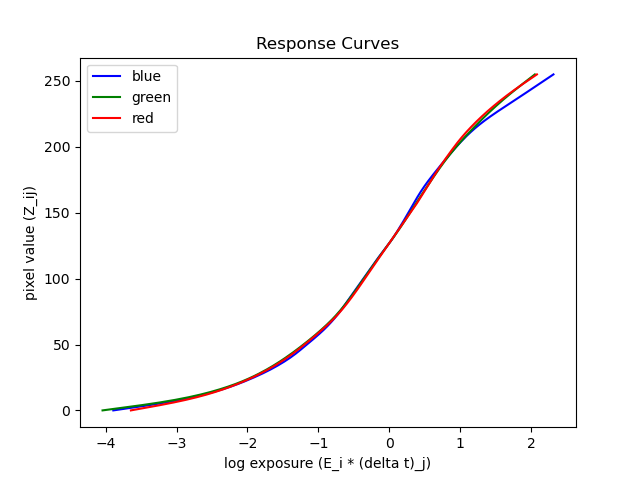 Response Curves
blue
green
red
250
200
150
100
50
0
pixel value (Z_ij)
−4 −3 −2 −1 0 1 2
log exposure (E_i * (delta t)_j)